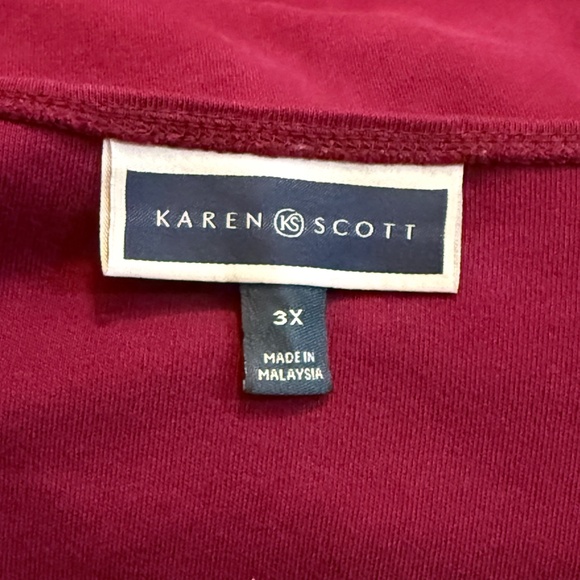 KAREN KS SCOTT
3X
MADE IN
MALAYSIA